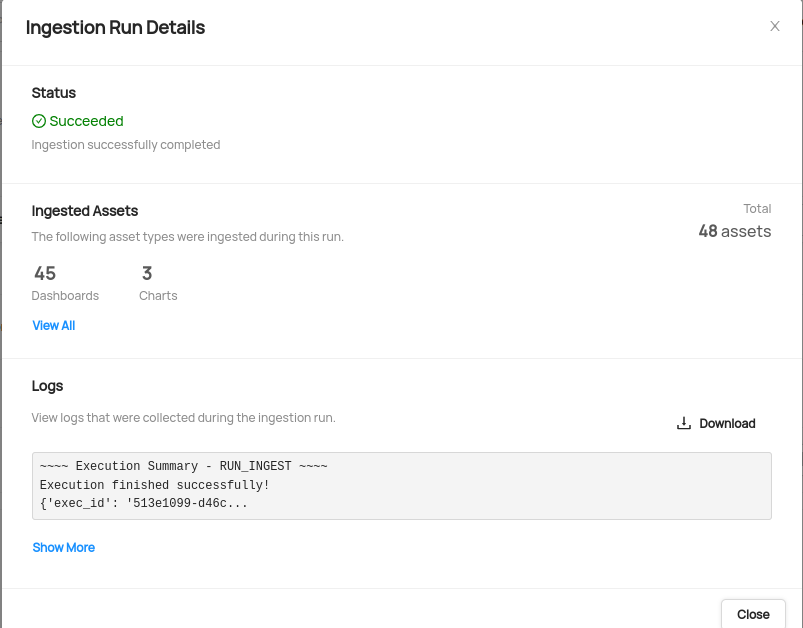 Ingestion Run Details
Status
Succeeded
Ingestion successfully completed
Ingested Assets
Total
The following asset types were ingested during this run.
48 assets
45
3
Dashboards
Charts
View All
Logs
View logs that were collected during the ingestion run.
Download
~~~~ Execution Summary - RUN_INGEST ~~~~
Execution finished successfully!
{'exec_id': '513e1099-d46c...
Show More
Close